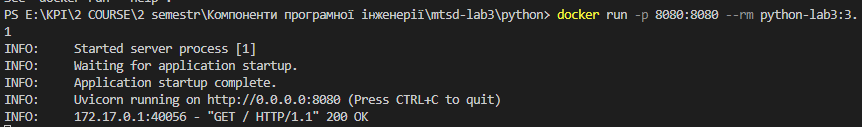 PS E:\KPI\2 COURSE\2 semestr\Компоненти програмної інженерії\mtsd-lab3\python> docker run -p 8080:8080 --rm python-lab3:3.
1
INFO:     Started server process [1]
INFO:     Waiting for application startup.
INFO:     Application startup complete.
INFO:     Uvicorn running on http://0.0.0.0:8080 (Press CTRL+C to quit)
INFO:     172.17.0.1:40056 - "GET / HTTP/1.1" 200 OK